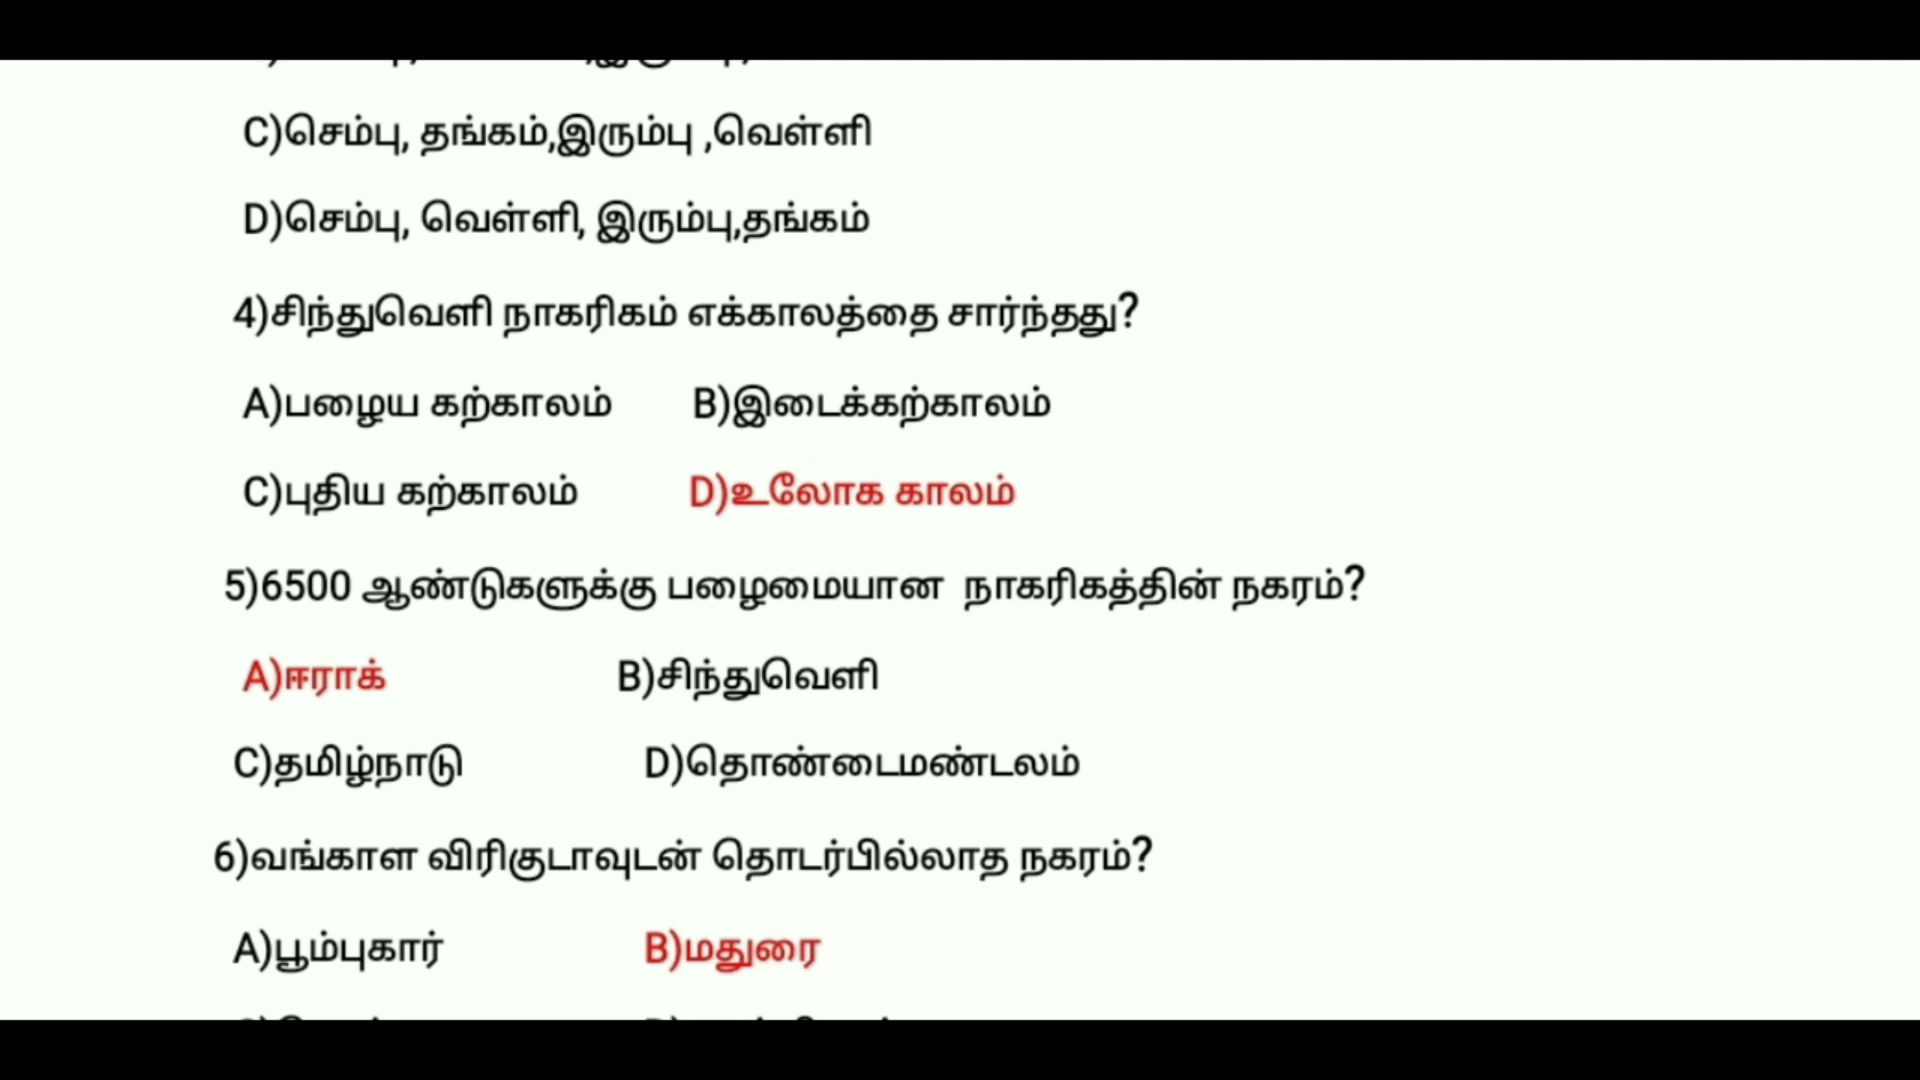 C)செம்பு, தங்கம்,இரும்பு ,வெள்ளி
D)செம்பு, வெள்ளி, இரும்பு,தங்கம்
4)சிந்துவெளி நாகரிகம் எக்காலத்தை சார்ந்தது?
A)பழைய கற்காலம் B)இடைக்கற்காலம்
C)புதிய கற்காலம் D)உலோக காலம்
5)6500 ஆண்டுகளுக்கு பழைமையான நாகரிகத்தின் நகரம்?
A)ஈராக் B)சிந்துவெளி
C)தமிழ்நாடு D)தொண்டைமண்டலம்
6)வங்காள விரிகுடாவுடன் தொடர்பில்லாத நகரம்?
A)பூம்புகார் B)மதுரை